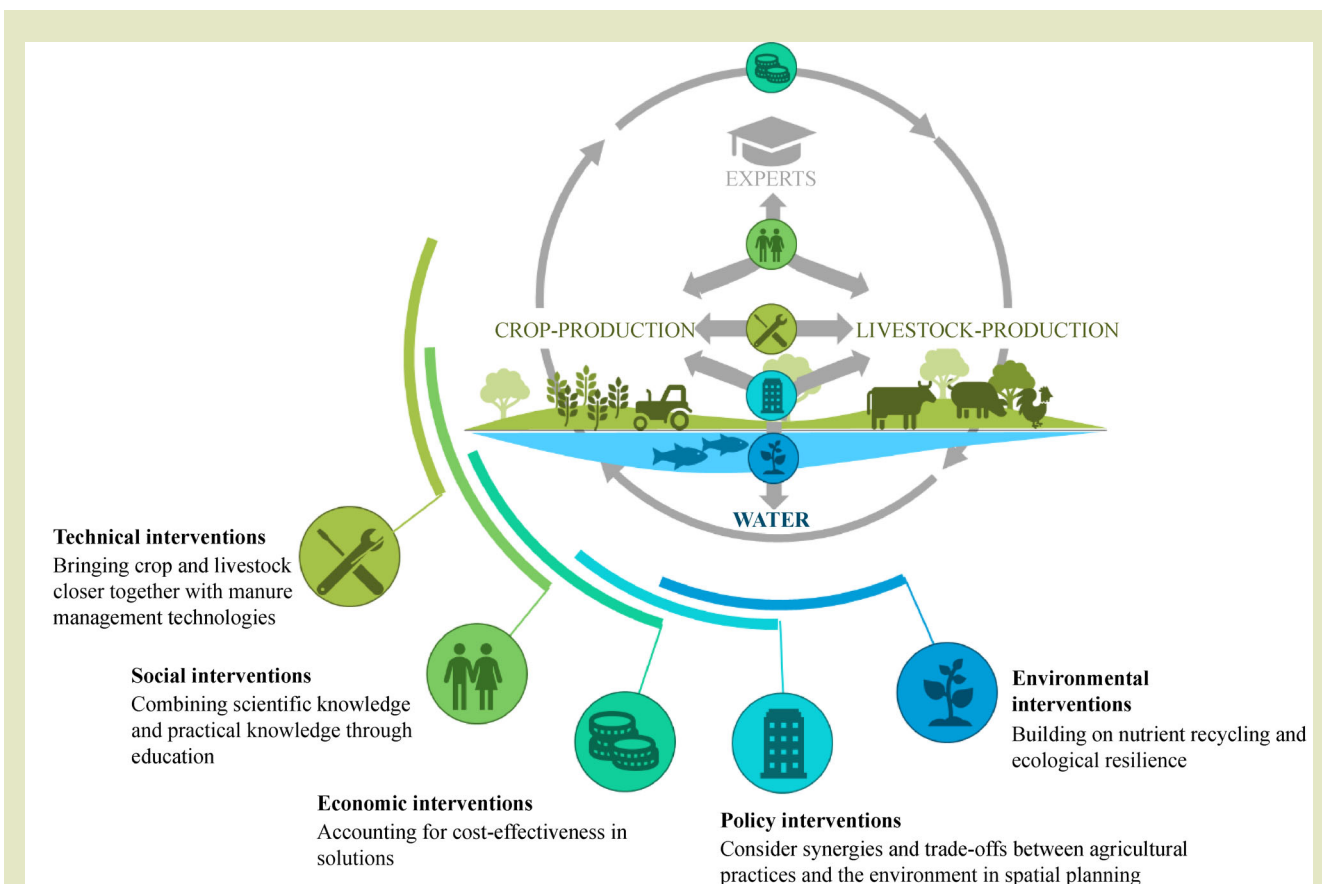 EXPERTS
CROP-PRODUCTION
LIVESTOCK-PRODUCTION
WATER
Technical interventions
Bringing crop and livestock
closer together with manure
management technologies
Social interventions
Combining scientific knowledge
and practical knowledge through
education
Economic interventions
Accounting for cost-effectiveness in
solutions
Policy interventions
Consider synergies and trade-offs between agricultural
practices and the environment in spatial planning
Environmental
interventions
Building on nutrient recycling and
ecological resilience